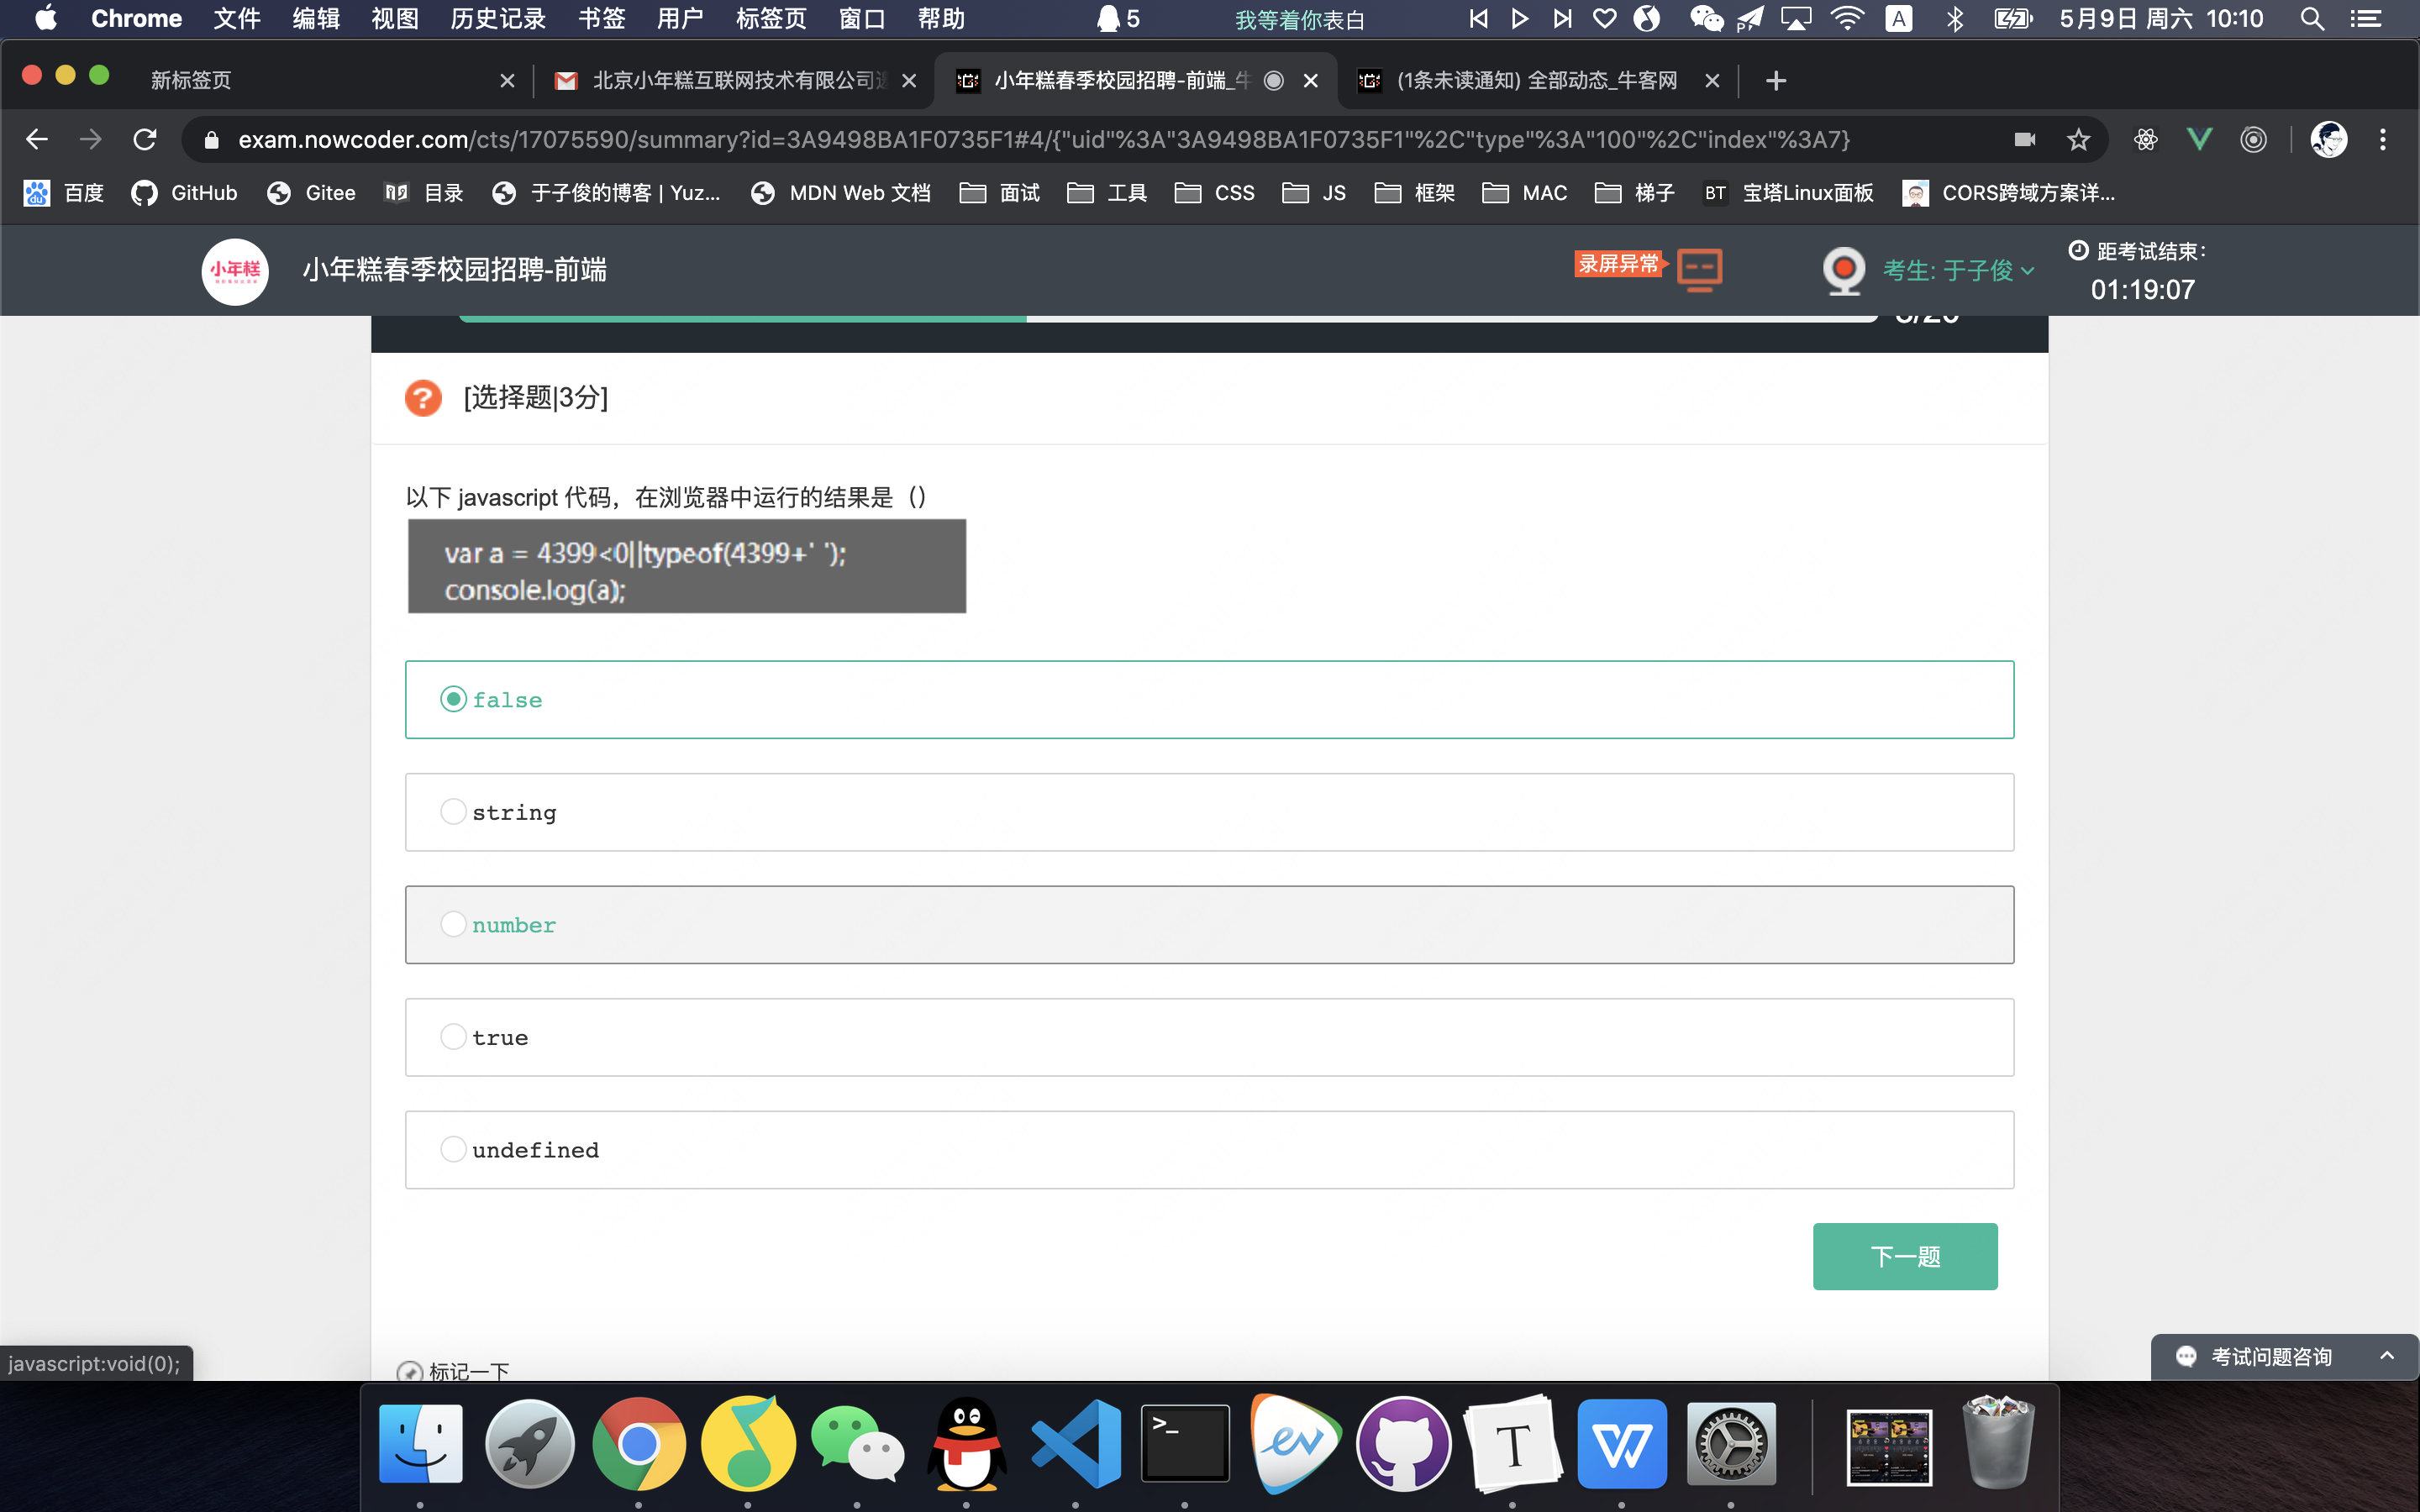 Chrome 文件 编辑 视图 历史记录 书签 用户 标签页 窗口 帮助 5 我等着你表白 A 5月9日 周六 10:10
新标签页 北京小年糕互联网技术有限公司 小年糕春季校园招聘-前端_牛 (1条未读通知) 全部动态_牛客网
exam.nowcoder.com/cts/17075590/summary?id=3A9498BA1F0735F1#4/{"uid"%3A"3A9498BA1F0735F1"%2C"type"%3A"100"%2C"index"%3A7}
百度 GitHub Gitee 目录 于子俊的博客 | Yuz... MDN Web 文档 面试 工具 CSS JS 框架 MAC 梯子 BT 宝塔Linux面板 CORS跨域方案详...
小年糕 小年糕春季校园招聘-前端 录屏异常 考生: 于子俊 距考试结束:
01:19:07
[选择题|3分]
以下 javascript 代码，在浏览器中运行的结果是（）
var a = 4399<0||typeof(4399+' ');
console.log(a);
false
string
number
true
undefined
下一题
标记一下
javascript:void(0);
考试问题咨询